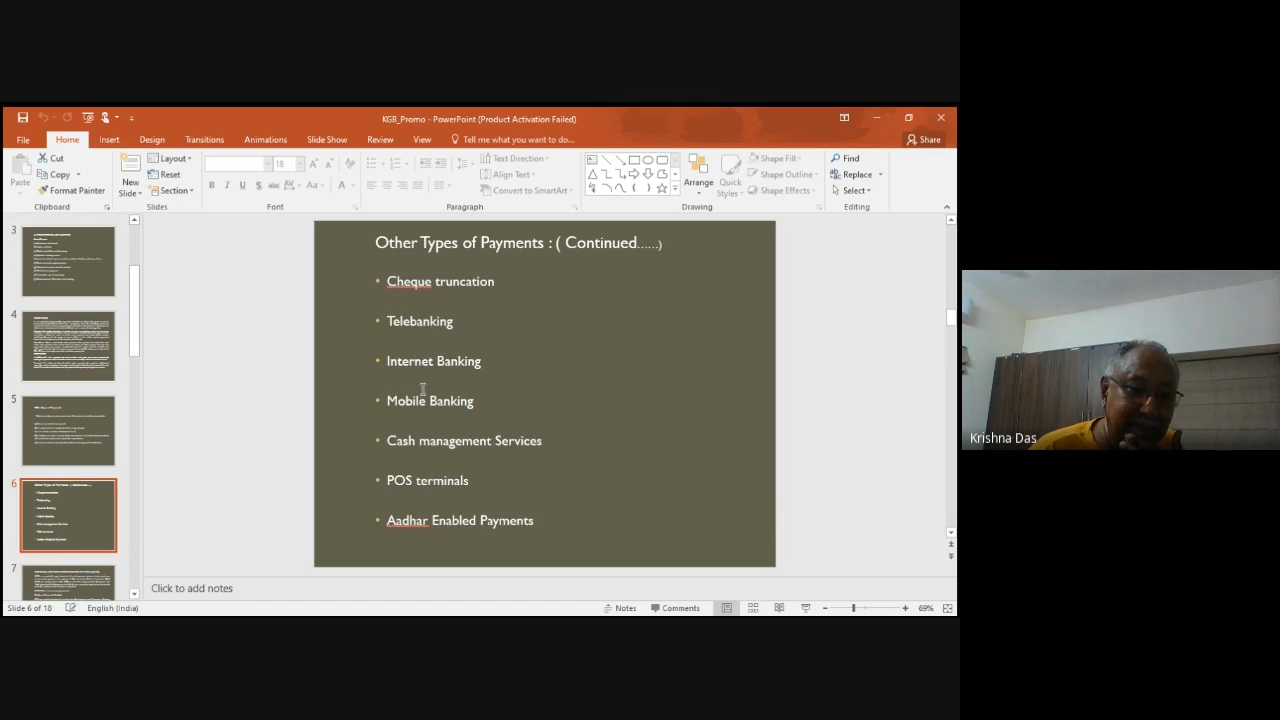 KGB_Promo - PowerPoint (Product Activation Failed)
File Home Insert Design Transitions Animations Slide Show Review View Tell me what you want to do... Share
Paste Cut Copy Format Painter Clipboard
New Slide Layout Reset Section Slides
18 Font
Text Direction Align Text Convert to SmartArt Paragraph
Arrange Quick Styles Shape Fill Shape Outline Shape Effects Drawing
Find Replace Select Editing
3
4
5
6
7
Other Types of Payments : ( Continued......)
• Cheque truncation
• Telebanking
• Internet Banking
• Mobile Banking
• Cash management Services
• POS terminals
• Aadhar Enabled Payments
Click to add notes
Slide 6 of 18 English (India) Notes Comments 69%
Krishna Das